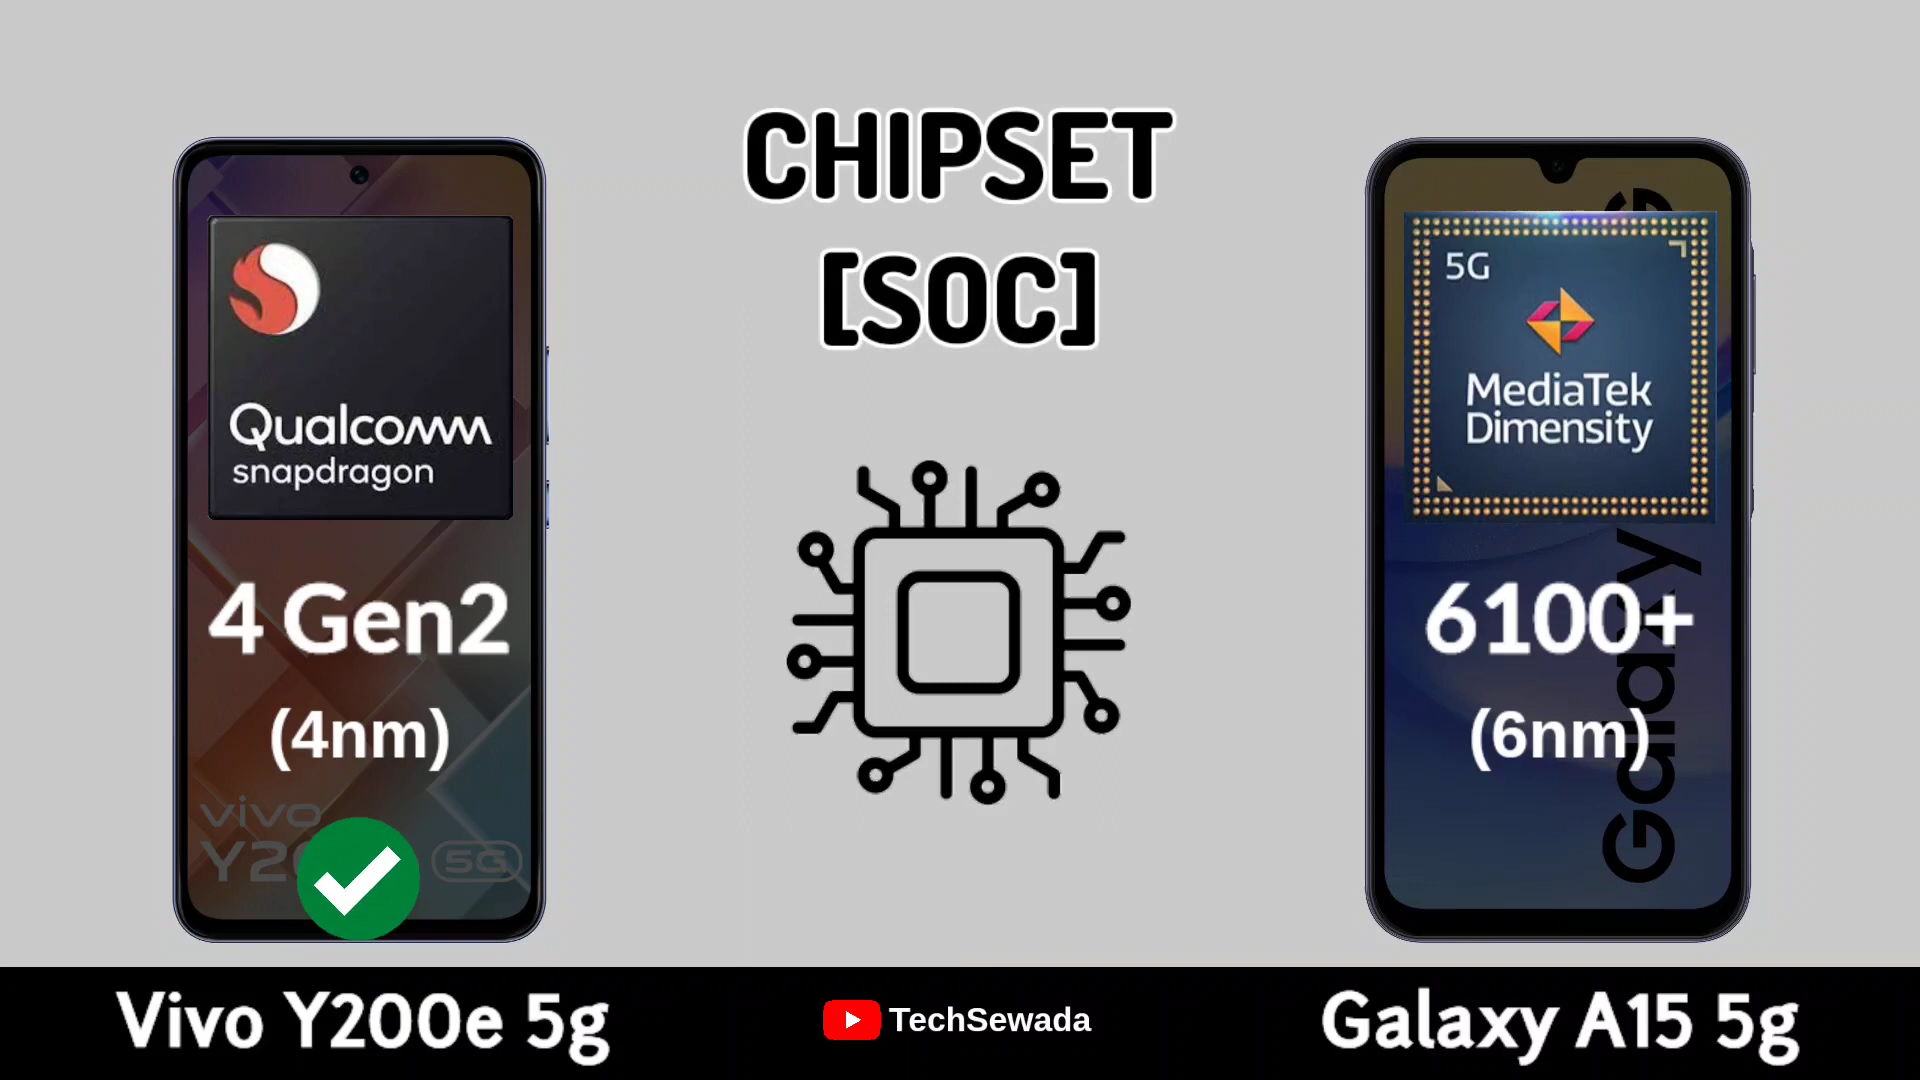 CHIPSET
[SOC]
Qualcomm
snapdragon
4 Gen2
(4nm)
vivo
5G
5G
MediaTek
Dimensity
6100+
(6nm)
Galaxy
Vivo Y200e 5g
TechSewada
Galaxy A15 5g